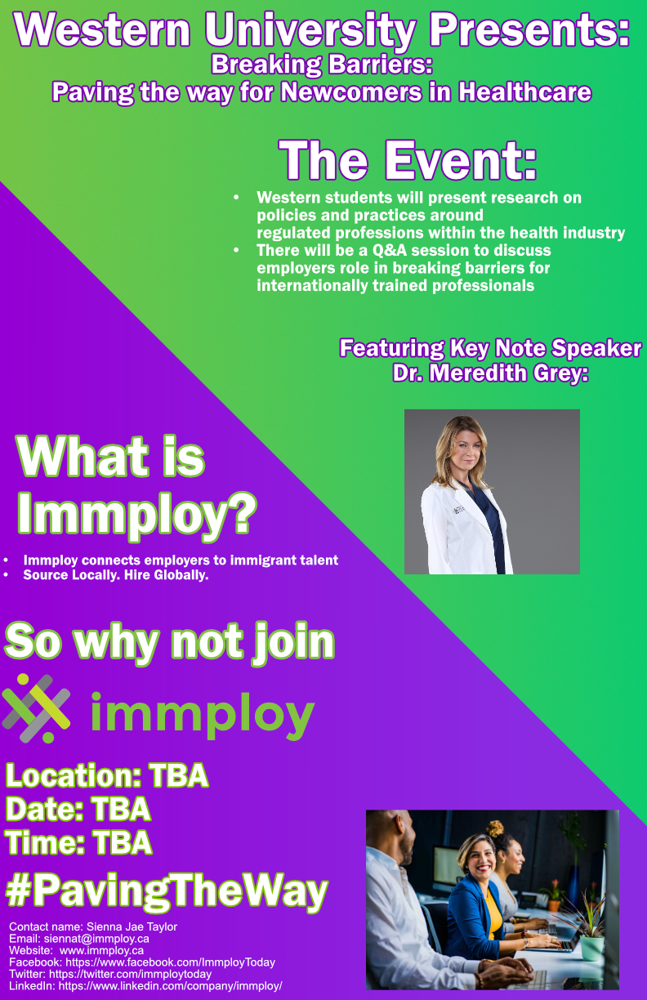 Western University Presents:
Breaking Barriers:
Paving the way for Newcomers in Healthcare
The Event:
• Western students will present research on
policies and practices around
regulated professions within the health industry
• There will be a Q&A session to discuss
employers role in breaking barriers for
internationally trained professionals
Featuring Key Note Speaker
Dr. Meredith Grey:
What is
Immploy?
• Immploy connects employers to immigrant talent
• Source Locally. Hire Globally.
So why not join
immploy
Location: TBA
Date: TBA
Time: TBA
#PavingTheWay
Contact name: Sienna Jae Taylor
Email: siennat@immploy.ca
Website: www.immploy.ca
Facebook: https://www.facebook.com/ImmployToday
Twitter: https://twitter.com/immploytoday
LinkedIn: https://www.linkedin.com/company/immploy/